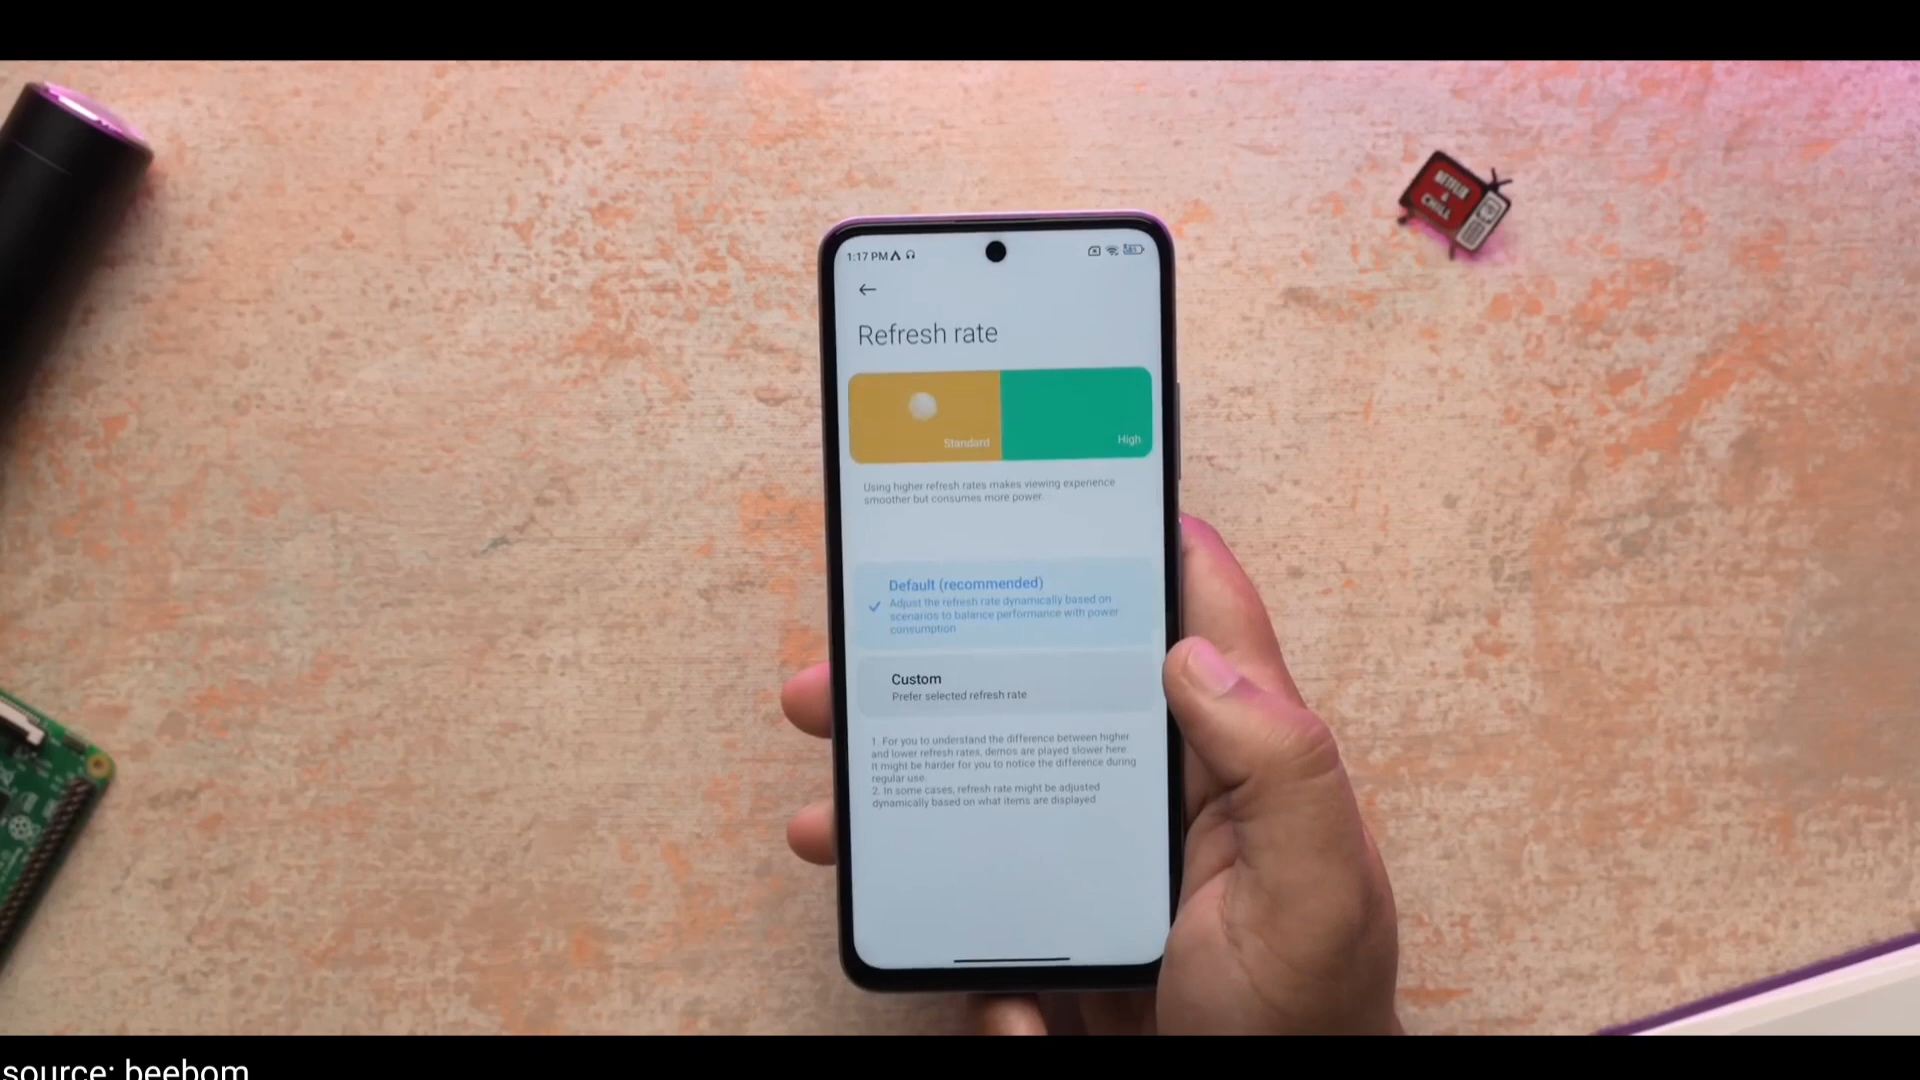 NETFLIX
&
CHILL
1:17 PM
Refresh rate
Standard
High
Using higher refresh rates makes viewing experience
smoother but consumes more power.
Default (recommended)
Adjust the refresh rate dynamically based on
scenarios to balance performance with power
consumption
Custom
Prefer selected refresh rate
1. For you to understand the difference between higher
and lower refresh rates, demos are played slower here.
It might be harder for you to notice the difference during
regular use.
2. In some cases, refresh rate might be adjusted
dynamically based on what items are displayed
source: beebom